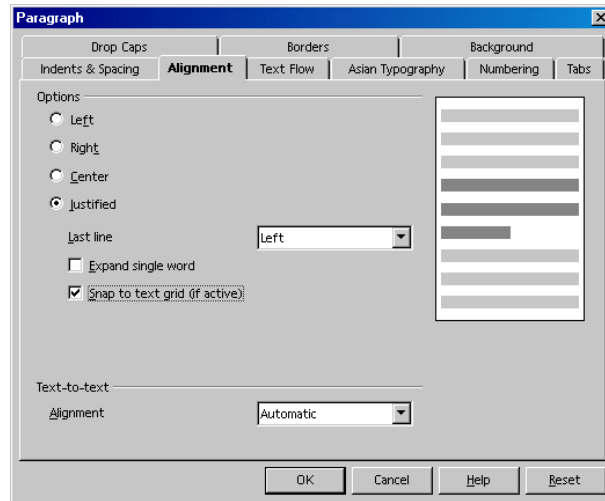 Paragraph
Drop Caps Borders Background
Indents & Spacing Alignment Text Flow Asian Typography Numbering Tabs
Options
Left
Right
Center
Justified
Last line Left
Expand single word
Snap to text grid (if active)
Text-to-text
Alignment Automatic
OK Cancel Help Reset